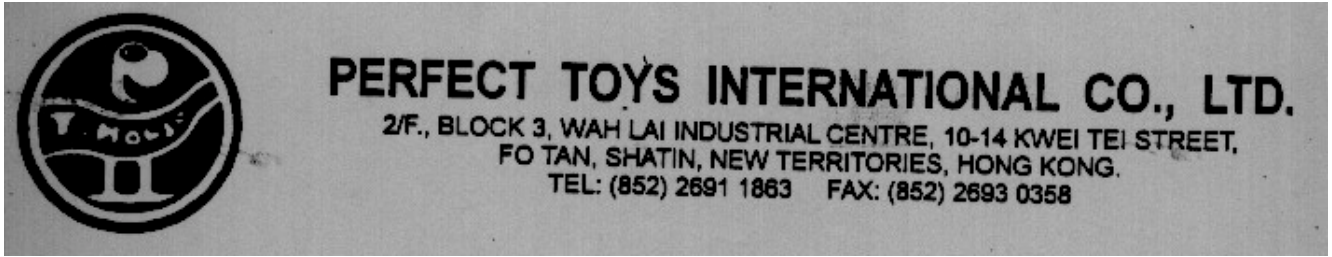 PERFECT TOYS INTERNATIONAL CO., LTD.
2/F., BLOCK 3, WAH LAI INDUSTRIAL CENTRE, 10-14 KWEI TEI STREET,
FO TAN, SHATIN, NEW TERRITORIES, HONG KONG.
TEL: (852) 2691 1863 FAX: (852) 2693 0358